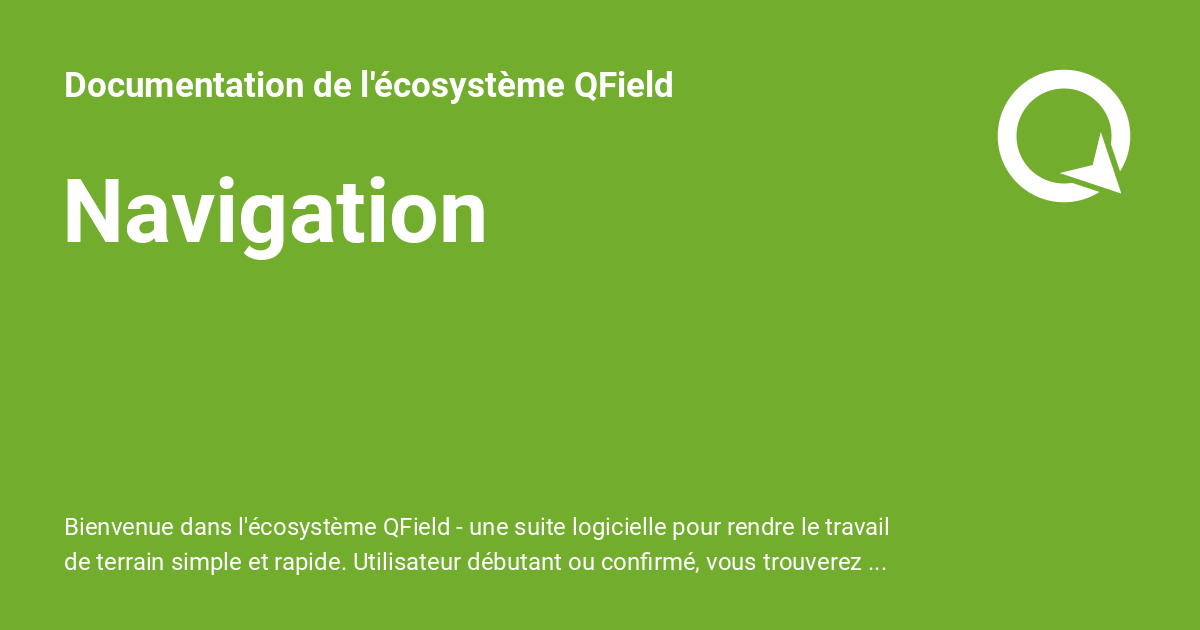 Documentation de l'écosystème QField
Navigation
Bienvenue dans l'écosystème QField - une suite logicielle pour rendre le travail
de terrain simple et rapide. Utilisateur débutant ou confirmé, vous trouverez ...